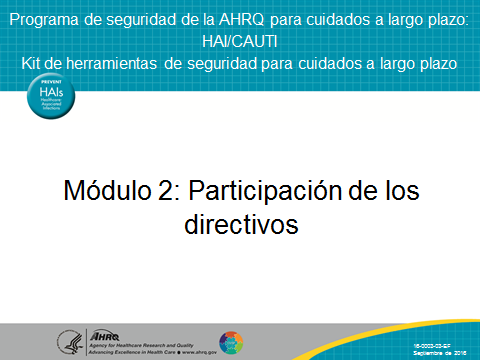 Programa de seguridad de la AHRQ para cuidados a largo plazo:
HAI/CAUTI
Kit de herramientas de seguridad para cuidados a largo plazo
PREVENT
HAIs
Healthcare
Associated
Infections
Módulo 2: Participación de los
directivos
AHRQ
Agency for Healthcare Research and Quality
Advancing Excellence in Health Care • www.ahrq.gov
16-0003-03-EF
Septiembre de 2016